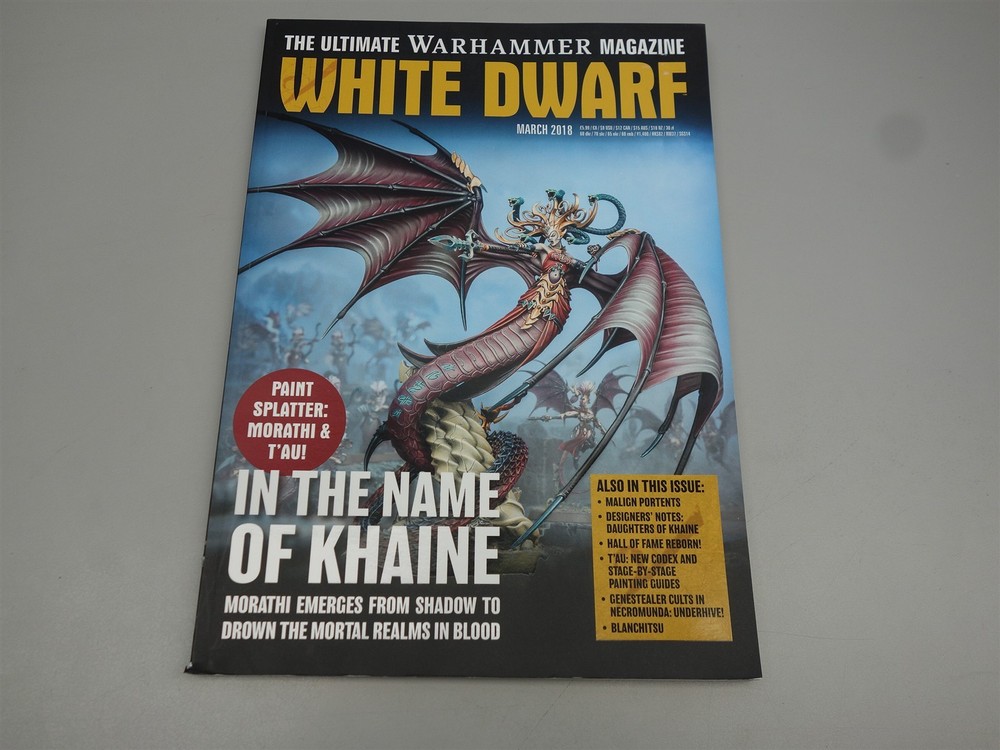 THE ULTIMATE WARHAMMER MAGAZINE
WHITE DWARF
MARCH 2018
PAINT
SPLATTER:
MORATHI &
T'AU!
IN THE NAME
OF KHAINE
MORATHI EMERGES FROM SHADOW TO
DROWN THE MORTAL REALMS IN BLOOD
ALSO IN THIS ISSUE:
• MALIGN PORTENTS
• DESIGNERS' NOTES:
DAUGHTERS OF KHAINE
• HALL OF FAME REBORN!
• T'AU: NEW CODEX AND
STAGE-BY-STAGE
PAINTING GUIDES
• GENESTEALER CULTS IN
NECROMUNDA: UNDERHIVE!
• BLANCHITSU